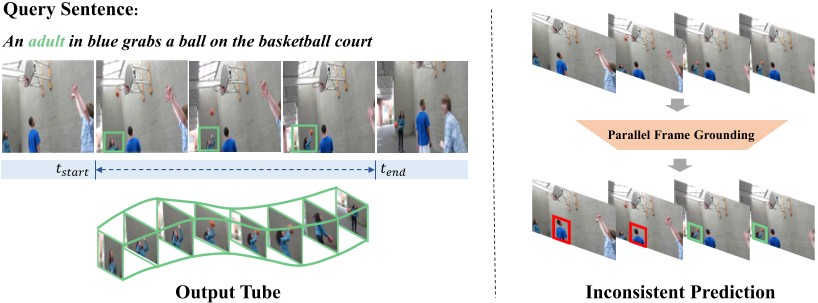 Query Sentence:
An adult in blue grabs a ball on the basketball court
t_start
t_end
Output Tube
Parallel Frame Grounding
Inconsistent Prediction